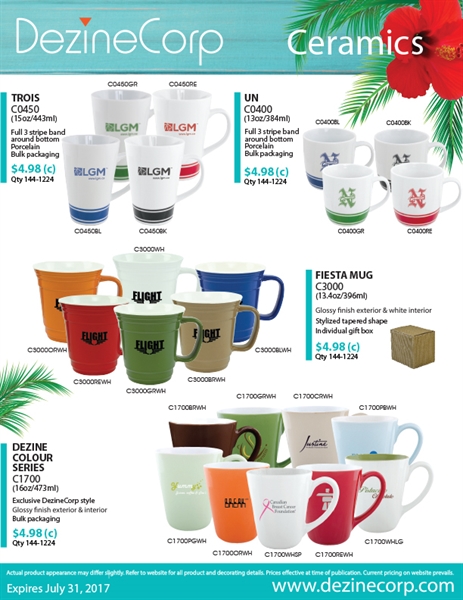 DezineCorp
Ceramics
TROIS
C0450
(15oz/443ml)
Full 3 stripe band
around bottom
Porcelain
Bulk packaging
$4.98 (c)
Qty 144-1224
C0450GR
C0450RE
LGM
LGM
LGM
LGM
C0450BL
C0450BK
UN
C0400
(13oz/384ml)
Full 3 stripe band
around bottom
Porcelain
Bulk packaging
$4.98 (c)
Qty 144-1224
C0400BL
C0400BK
C0400GR
C0400RE
C3000WH
FLIGHT
FLIGHT
FLIGHT
C3000CRWH
C3000REWH
C3000GRWH
C3000BRWH
C3000BLWH
FIESTA MUG
C3000
(13.4oz/396ml)
Glossy finish exterior & white interior
Stylized tapered shape
Individual gift box
$4.98 (c)
Qty 144-1224
DEZINE
COLOUR
SERIES
C1700
(16oz/473ml)
Exclusive DezineCorp style
Glossy finish exterior & interior
Bulk packaging
$4.98 (c)
Qty 144-1224
C1700BRWH
C1700GRWH
C1700CRWH
C1700PBWH
Justine
Canadian
Breast Cancer
Foundation
C1700PGWH
C1700ORWH
C1700WHSP
C1700REWH
C1700WHLG
Actual product appearance may differ slightly. Refer to website for all product and decorating details. Prices effective at time of publication. Current pricing on website prevails.
Expires July 31, 2017
www.dezinecorp.com